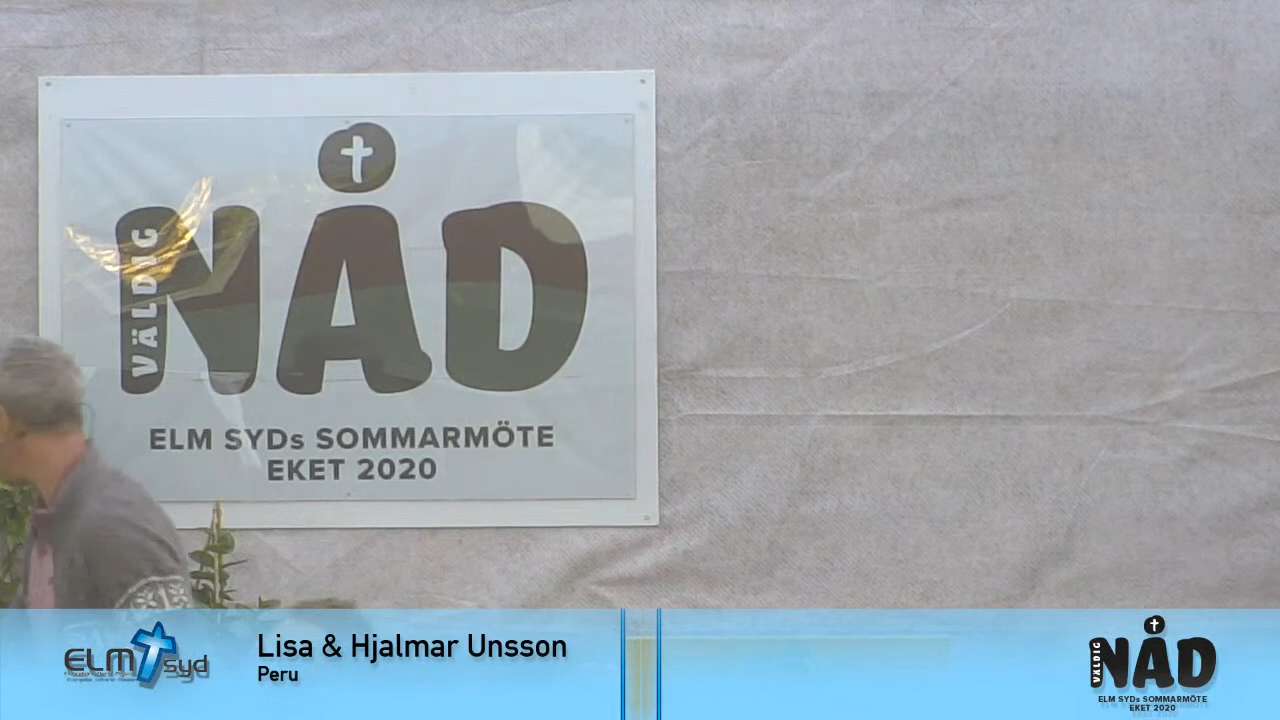 VÄLDIG
NÅD
ELM SYDs SOMMARMÖTE
EKET 2020
ELM syd
Lisa & Hjalmar Unsson
Peru
VÄLDIG
NÅD
ELM SYDs SOMMARMÖTE
EKET 2020